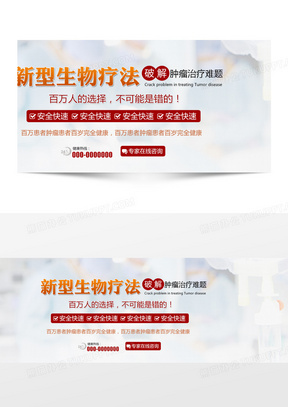 新型生物疗法 破解 肿瘤治疗难题
Crack problem in treating Tumor disease
百万人的选择，不可能是错的！
安全快速 安全快速 安全快速 安全快速
百万患者肿瘤患者百岁完全健康，百万患者肿瘤患者百岁完全健康
健康热线：
000-0000000 专家在线咨询
新型生物疗法 破解 肿瘤治疗难题
Crack problem in treating Tumor disease
百万人的选择，不可能是错的！
安全快速 安全快速 安全快速 安全快速
百万患者肿瘤患者百岁完全健康，百万患者肿瘤患者百岁完全健康
健康热线：
000-0000000 专家在线咨询